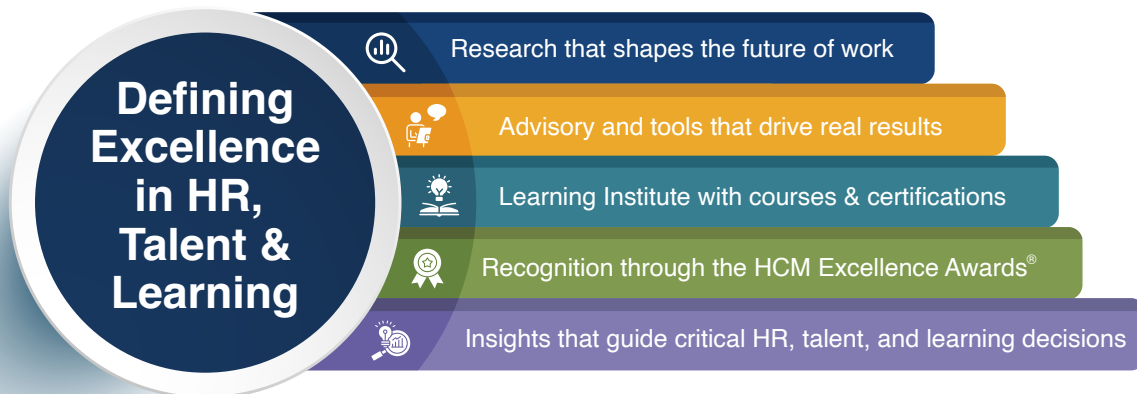 Defining
Excellence
in HR,
Talent &
Learning
Research that shapes the future of work
Advisory and tools that drive real results
Learning Institute with courses & certifications
Recognition through the HCM Excellence Awards®
Insights that guide critical HR, talent, and learning decisions